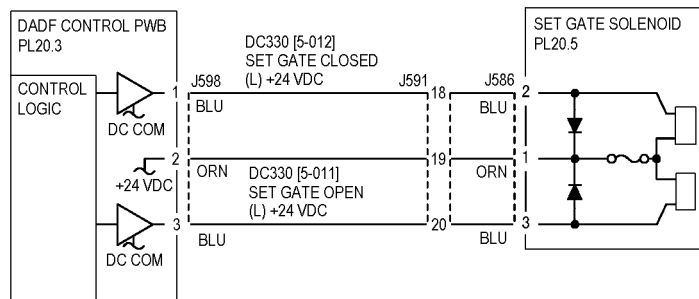 DADF CONTROL PWB
PL20.3
CONTROL
LOGIC
DC COM
+24 VDC
DC COM
1
2
3
J598
BLU
ORN
BLU
DC330 [5-012]
SET GATE CLOSED
(L) +24 VDC
DC330 [5-011]
SET GATE OPEN
(L) +24 VDC
J591
18
19
20
J586
BLU
ORN
BLU
2
1
3
SET GATE SOLENOID
PL20.5